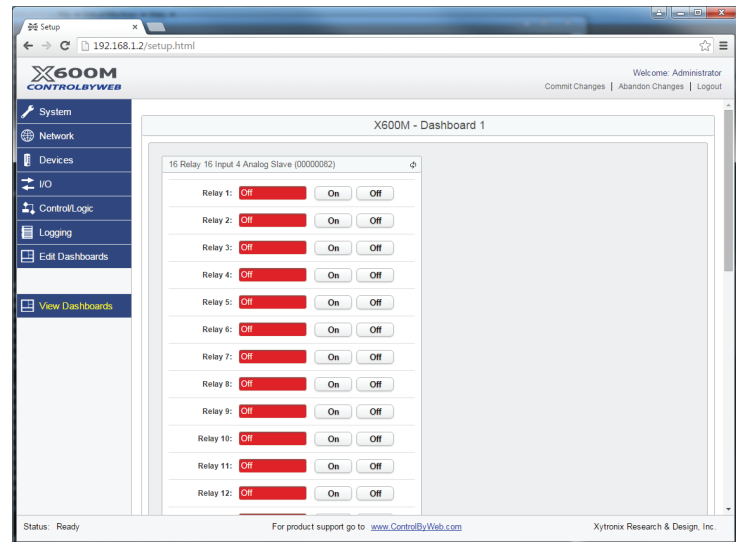 Setup
192.168.1.2/setup.html
X600M
CONTROLBYWEB
Welcome: Administrator
Commit Changes | Abandon Changes | Logout
System
Network
Devices
I/O
Control/Logic
Logging
Edit Dashboards
View Dashboards
X600M - Dashboard 1
16 Relay 16 Input 4 Analog Slave (00000082)
Relay 1: Off On Off
Relay 2: Off On Off
Relay 3: Off On Off
Relay 4: Off On Off
Relay 5: Off On Off
Relay 6: Off On Off
Relay 7: Off On Off
Relay 8: Off On Off
Relay 9: Off On Off
Relay 10: Off On Off
Relay 11: Off On Off
Relay 12: Off On Off
Status: Ready
For product support go to www.ControlByWeb.com
Xytronix Research & Design, Inc.